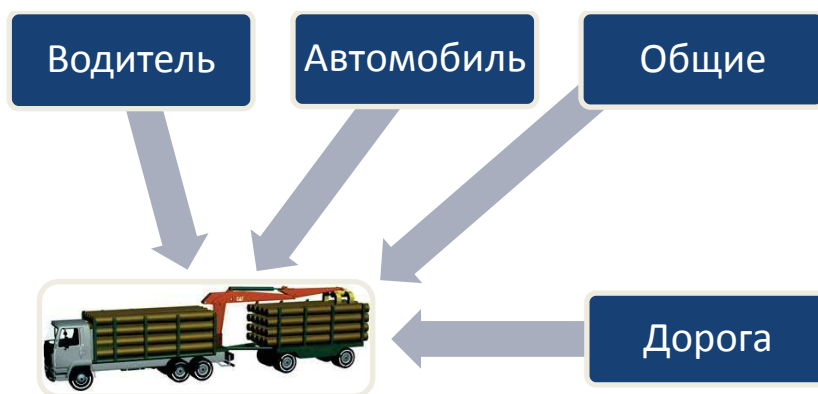 Водитель
Автомобиль
Общие
Дорога